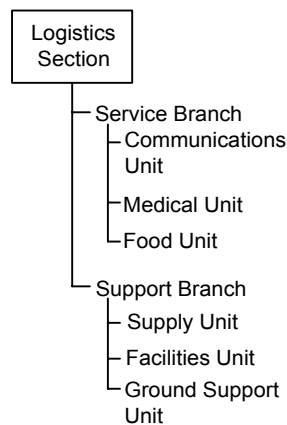 Logistics
Section
Service Branch
Communications
Unit
Medical Unit
Food Unit
Support Branch
Supply Unit
Facilities Unit
Ground Support
Unit